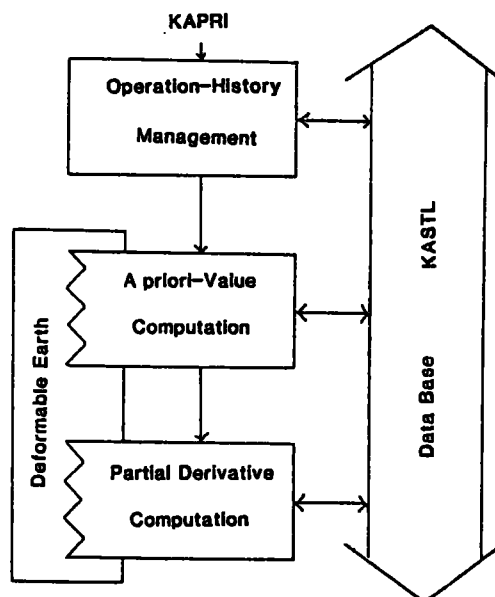 KAPRI
Operation-History
Management
A priori-Value
Computation
Partial Derivative
Computation
Deformable Earth
Data Base KASTL